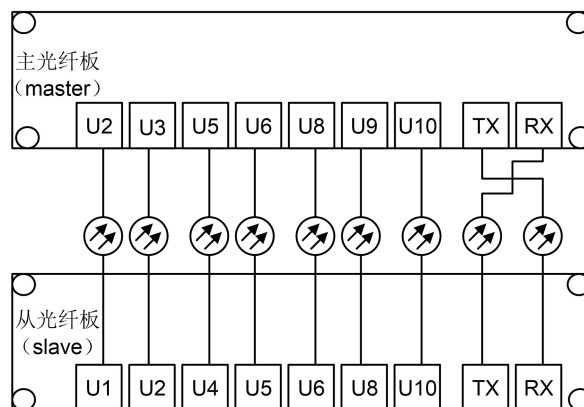 主光纤板
（master）
U2 U3 U5 U6 U8 U9 U10 TX RX
从光纤板
（slave）
U1 U2 U4 U5 U6 U8 U10 TX RX